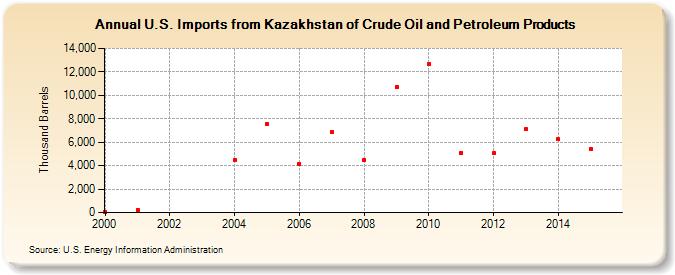 Annual U.S. Imports from Kazakhstan of Crude Oil and Petroleum Products
Thousand Barrels
14,000
12,000
10,000
8,000
6,000
4,000
2,000
0
2000 2002 2004 2006 2008 2010 2012 2014
Source: U.S. Energy Information Administration